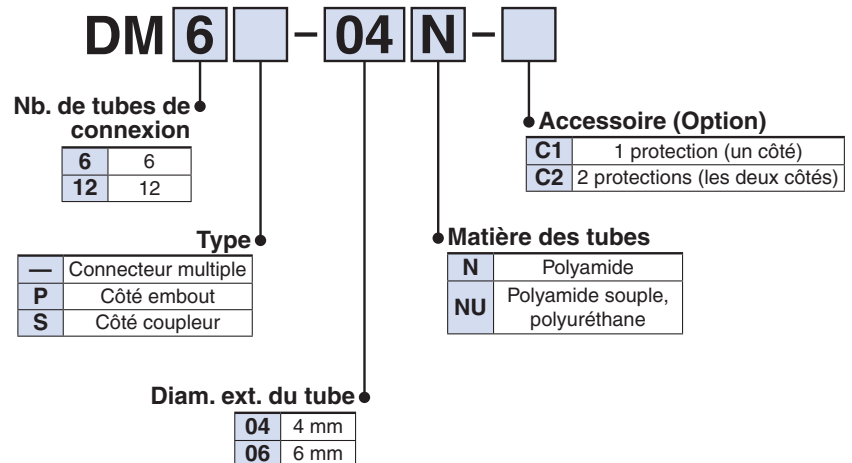 DM 6 – 04 N –
Nb. de tubes de
connexion
6 6
12 12
Accessoire (Option)
C1 1 protection (un côté)
C2 2 protections (les deux côtés)
Type
— Connecteur multiple
P Côté embout
S Côté coupleur
Matière des tubes
N Polyamide
NU Polyamide souple,
polyuréthane
Diam. ext. du tube
04 4 mm
06 6 mm